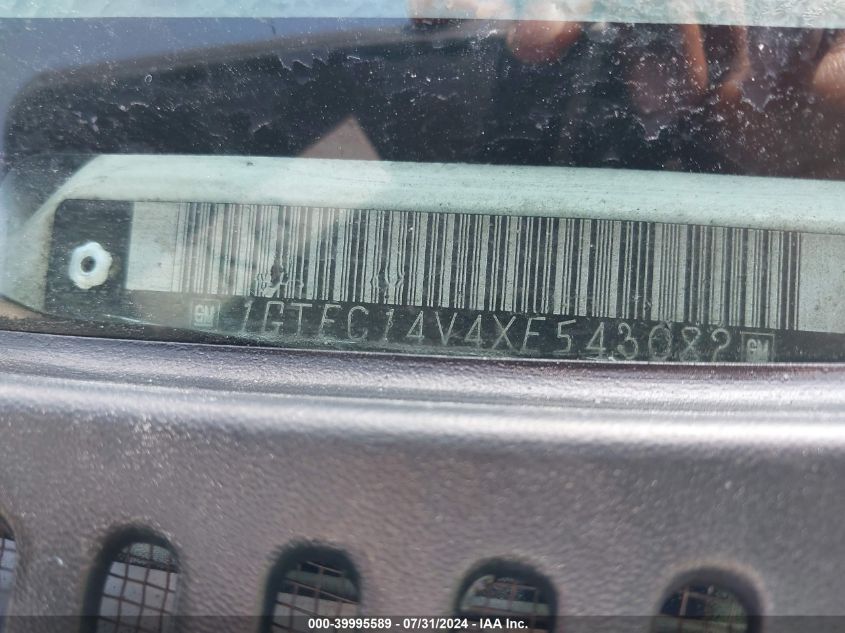 GM 1GTEC14V4XE543082 GM
000-39995589 - 07/31/2024 - IAA Inc.